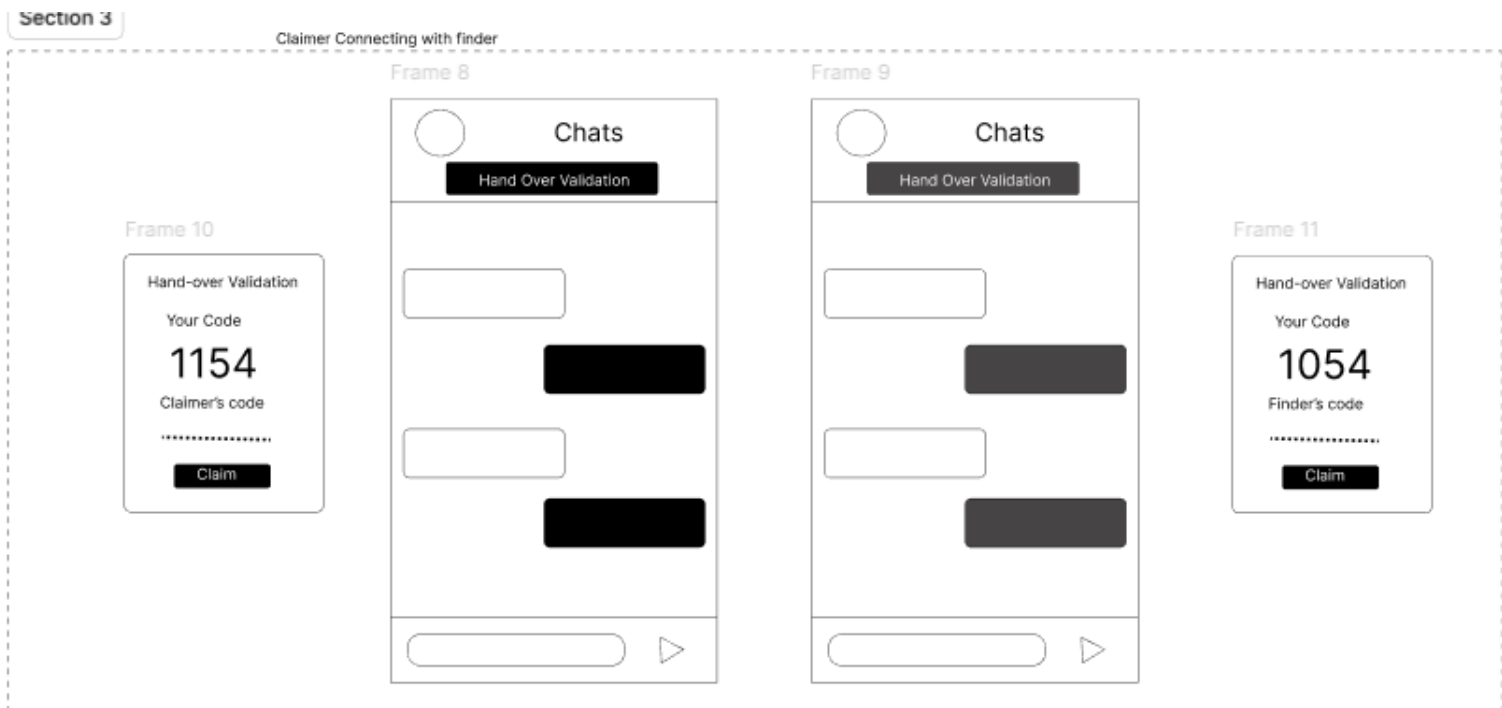 Section 3
Claimer Connecting with finder
Frame 8
Chats
Hand Over Validation
Frame 9
Chats
Hand Over Validation
Frame 10
Hand-over Validation
Your Code
1154
Claimer's code
Claim
Frame 11
Hand-over Validation
Your Code
1054
Finder's code
Claim